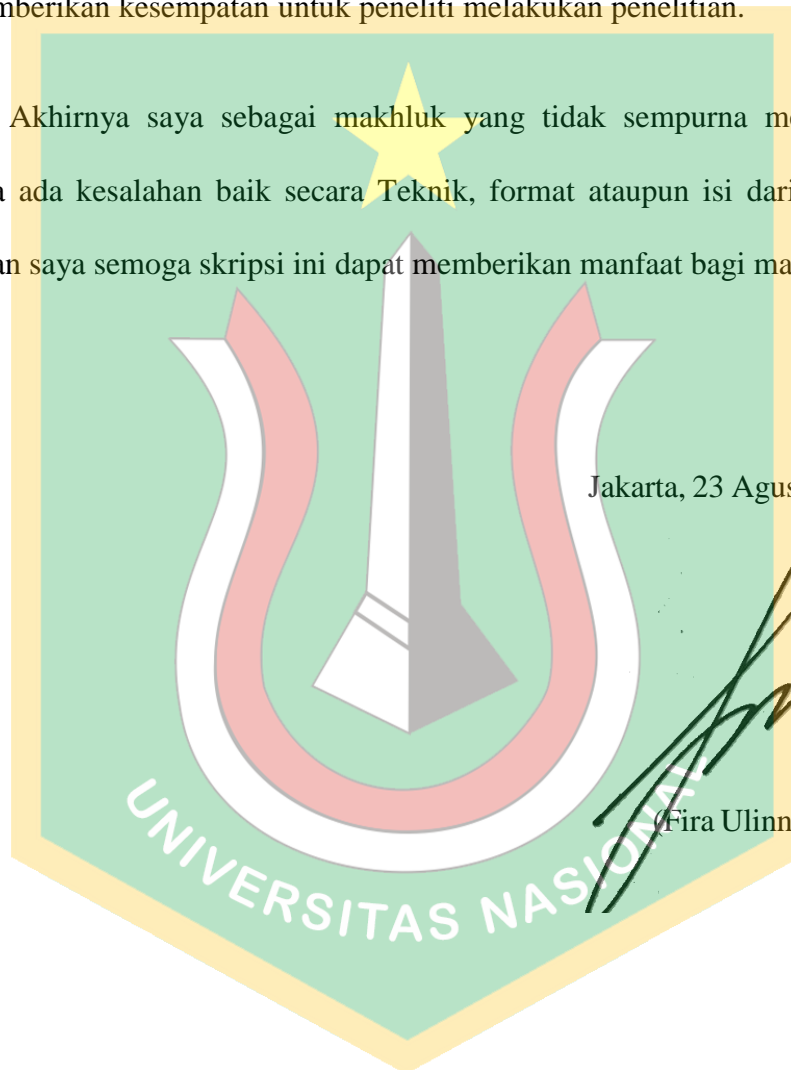 mberikan kesempatan untuk peneliti melakukan penelitian.
Akhirnya saya sebagai makhluk yang tidak sempurna me
ada kesalahan baik secara Teknik, format ataupun isi dari
an saya semoga skripsi ini dapat memberikan manfaat bagi ma
Jakarta, 23 Agus
(Fira Ulinn
UNIVERSITAS NASIONAL